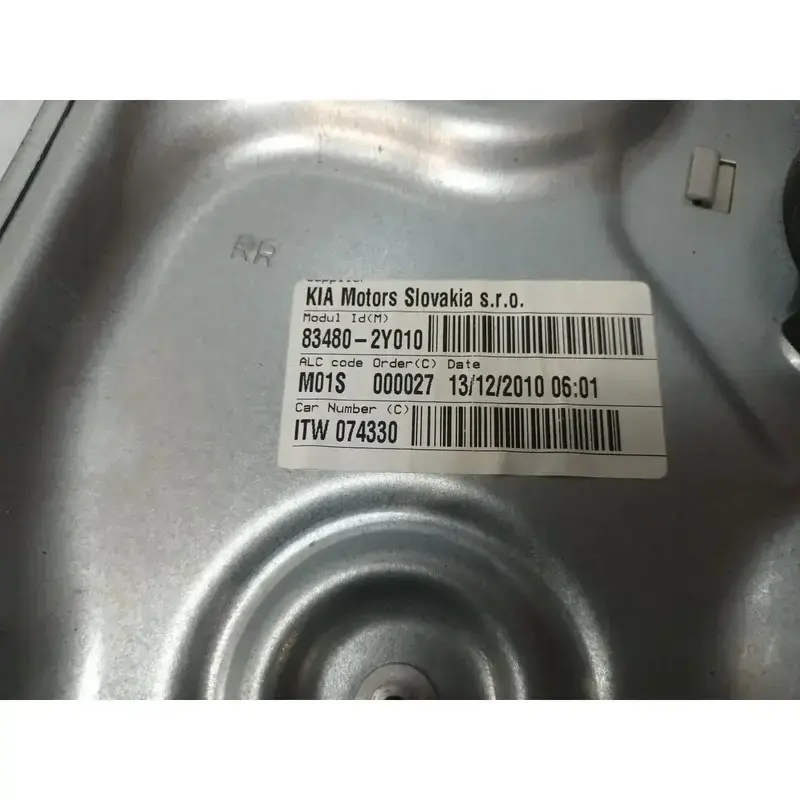 RR
KIA Motors Slovakia s.r.o.
Modul Id(M)
83480-2Y010
ALC code Order(C) Date
M01S 000027 13/12/2010 06:01
Car Number (C)
ITW 074330